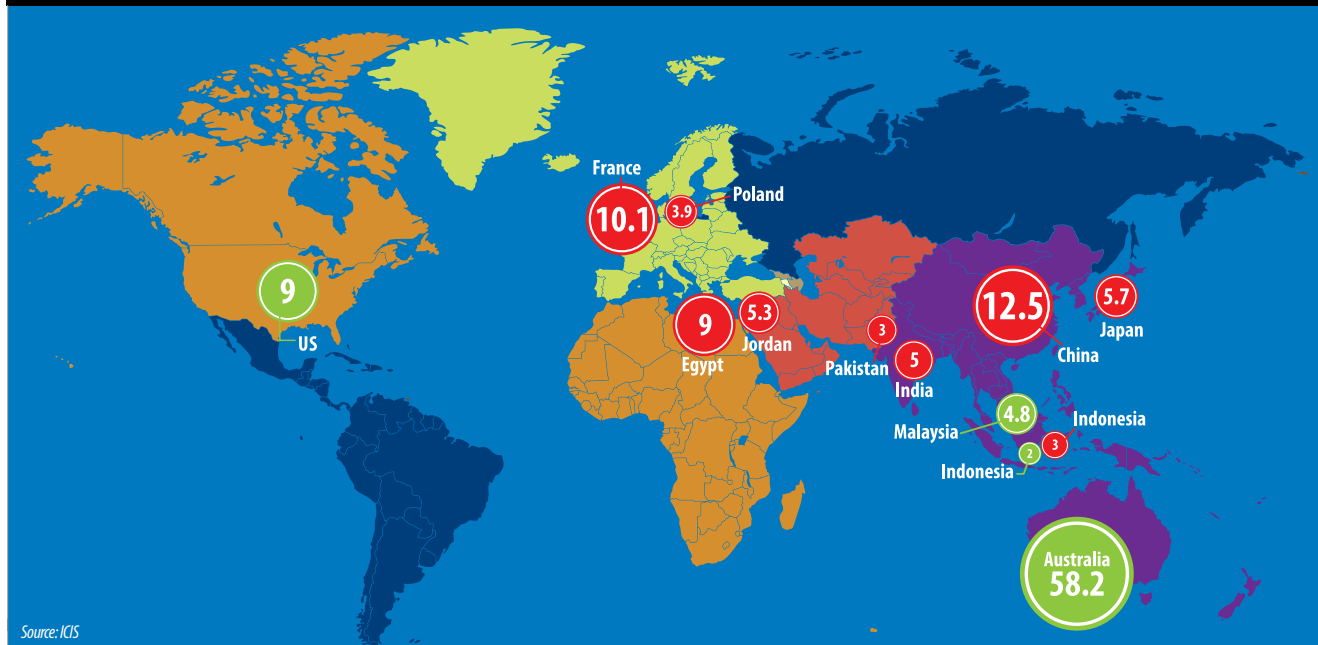 France
10.1
3.9
Poland
9
US
9
Egypt
5.3
Jordan
3
Pakistan
5
India
12.5
China
5.7
Japan
4.8
Malaysia
3
Indonesia
2
Indonesia
Australia
58.2
Source: ICIS